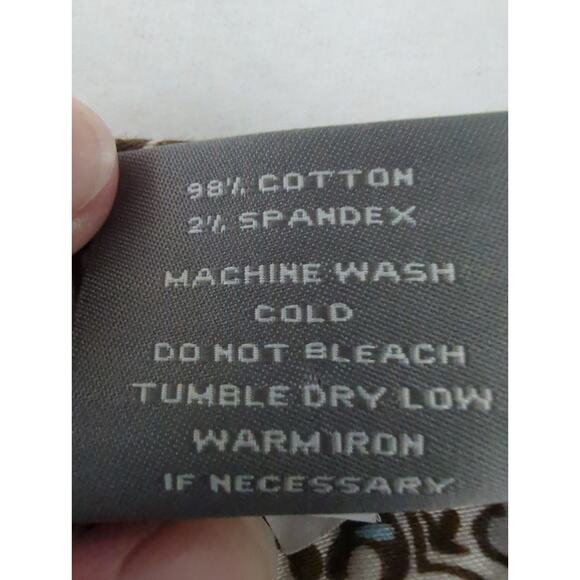 98% COTTON
2% SPANDEX
MACHINE WASH
COLD
DO NOT BLEACH
TUMBLE DRY LOW
WARM IRON
IF NECESSARY